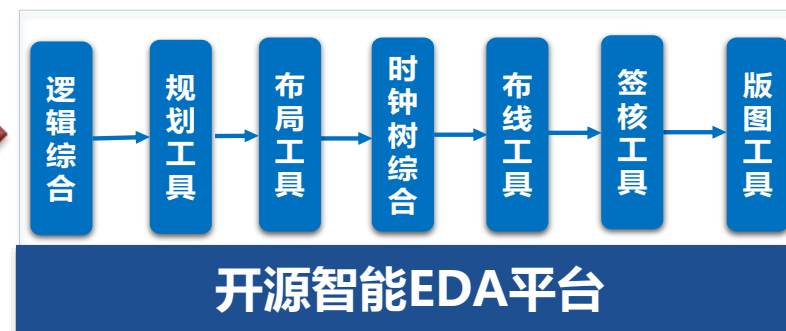 逻辑综合
规划工具
布局工具
时钟树综合
布线工具
签核工具
版图工具
开源智能EDA平台